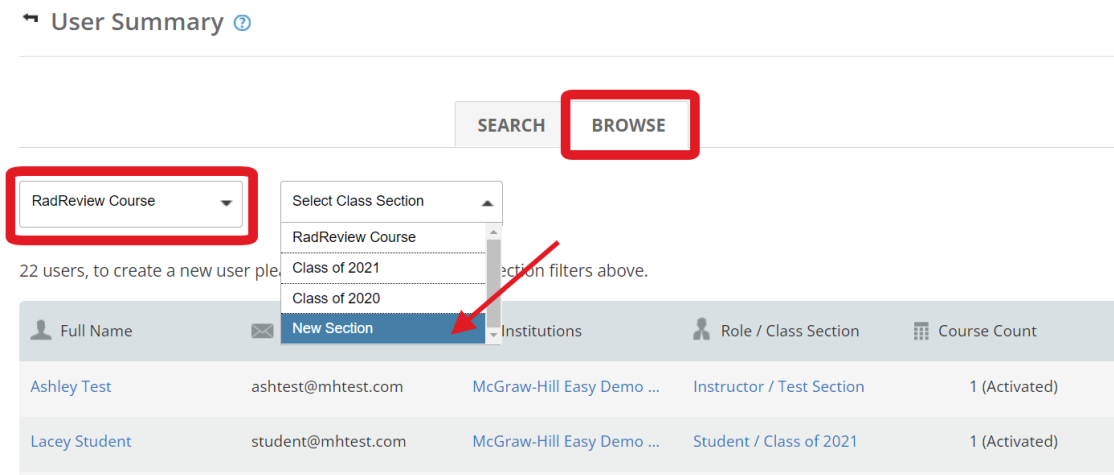 User Summary ?
SEARCH BROWSE
RadReview Course Select Class Section
RadReview Course
22 users, to create a new user ple ection filters above.
Class of 2021
Class of 2020
New Section
Full Name Institutions Role / Class Section Course Count
Ashley Test ashtest@mhtest.com McGraw-Hill Easy Demo ... Instructor / Test Section 1 (Activated)
Lacey Student student@mhtest.com McGraw-Hill Easy Demo ... Student / Class of 2021 1 (Activated)